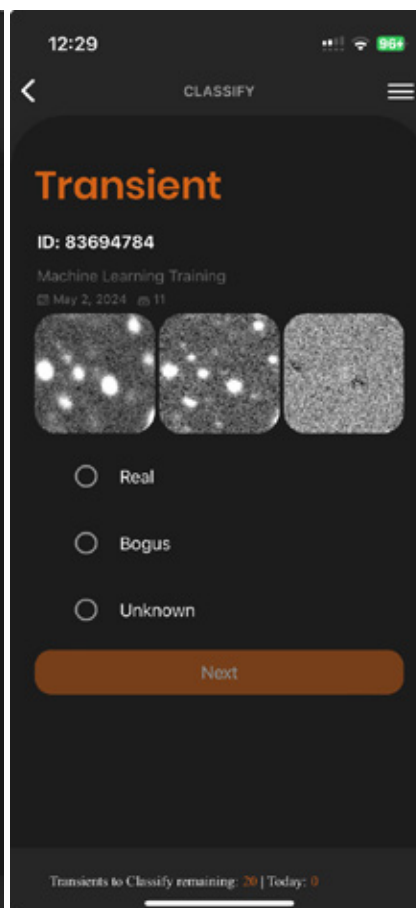 12:29
96+
CLASSIFY
Transient
ID: 83694784
Machine Learning Training
May 2, 2024 11
Real
Bogus
Unknown
Next
Transients to Classify remaining: 20 | Today: 0